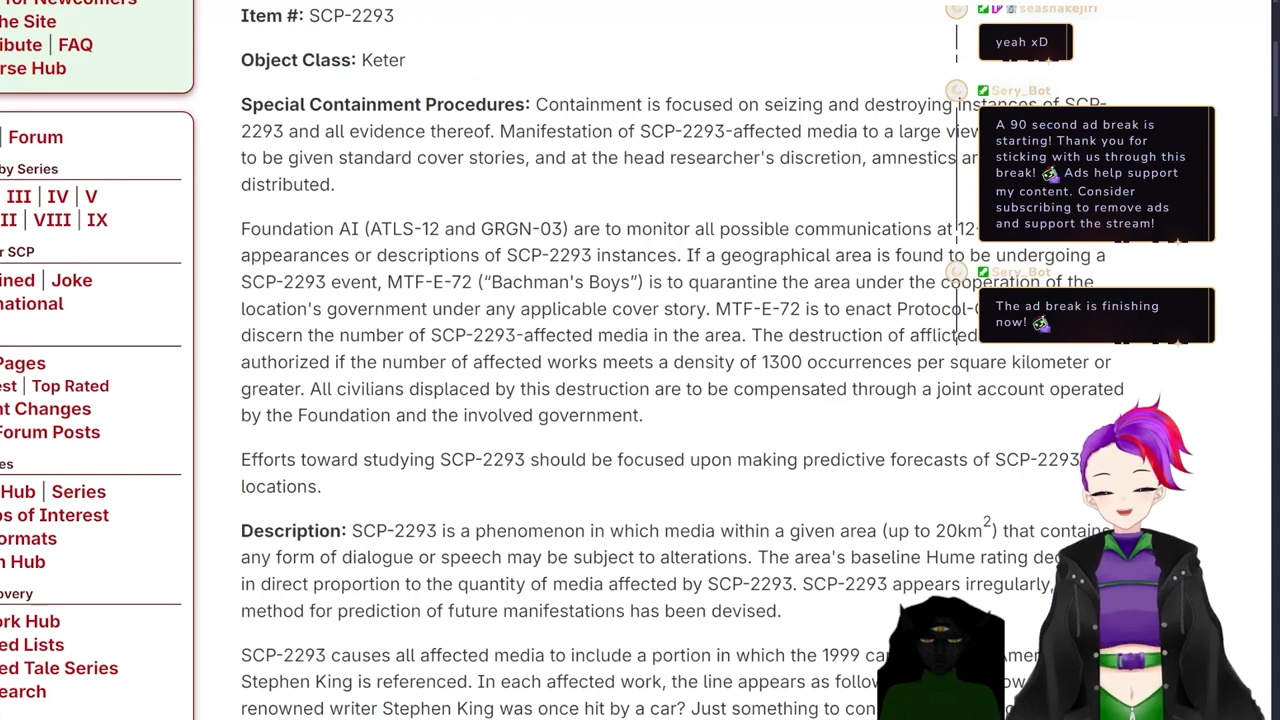 he Site
ibute | FAQ
rse Hub
| Forum
by Series
III | IV | V
II | VIII | IX
r SCP
ined | Joke
national
Pages
est | Top Rated
nt Changes
Forum Posts
es
Hub | Series
ps of Interest
ormats
n Hub
overy
ork Hub
ed Lists
ed Tale Series
earch
Item #: SCP-2293
Object Class: Keter
Special Containment Procedures: Containment is focused on seizing and destroying instances of SCP-
2293 and all evidence thereof. Manifestation of SCP-2293-affected media to a large view
to be given standard cover stories, and at the head researcher's discretion, amnestics ar
distributed.
Foundation AI (ATLS-12 and GRGN-03) are to monitor all possible communications at 12-
appearances or descriptions of SCP-2293 instances. If a geographical area is found to be undergoing a
SCP-2293 event, MTF-E-72 (“Bachman's Boys”) is to quarantine the area under the cooperation of the
location's government under any applicable cover story. MTF-E-72 is to enact Protocol-
discern the number of SCP-2293-affected media in the area. The destruction of afflicted
authorized if the number of affected works meets a density of 1300 occurrences per square kilometer or
greater. All civilians displaced by this destruction are to be compensated through a joint account operated
by the Foundation and the involved government.
Efforts toward studying SCP-2293 should be focused upon making predictive forecasts of SCP-2293
locations.
Description: SCP-2293 is a phenomenon in which media within a given area (up to 20km²) that contains
any form of dialogue or speech may be subject to alterations. The area's baseline Hume rating de
in direct proportion to the quantity of media affected by SCP-2293. SCP-2293 appears irregularly,
method for prediction of future manifestations has been devised.
SCP-2293 causes all affected media to include a portion in which the 1999 ca Amer
Stephen King is referenced. In each affected work, the line appears as follow
renowned writer Stephen King was once hit by a car? Just something to con
seasnakejiri
yeah xD
Sery_Bot
A 90 second ad break is
starting! Thank you for
sticking with us through this
break! Ads help support
my content. Consider
subscribing to remove ads
and support the stream!
Sery_Bot
The ad break is finishing
now!